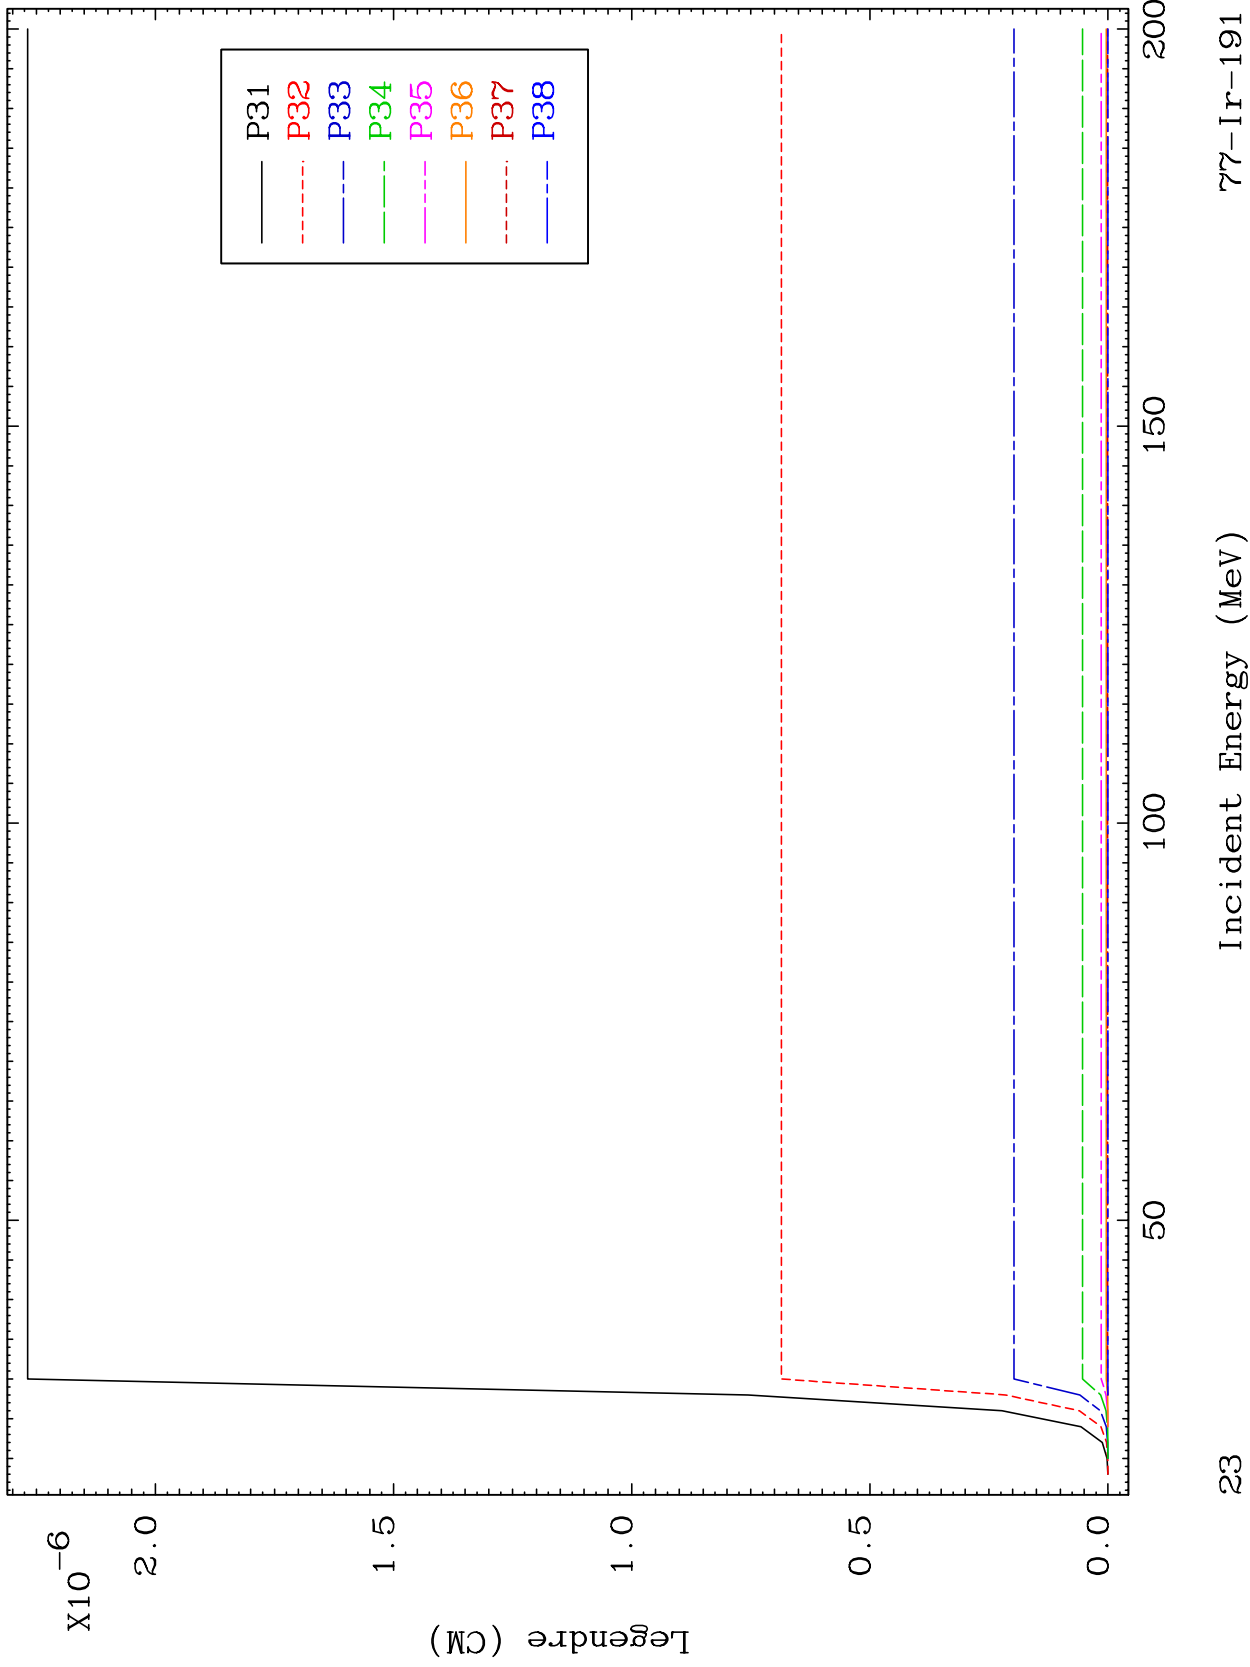 X10⁻⁶
2.0
1.5
1.0
0.5
0.0
Legendre (CM)
P31
P32
P33
P34
P35
P36
P37
P38
50
100
150
200
23
Incident Energy (MeV)
77-Ir-191